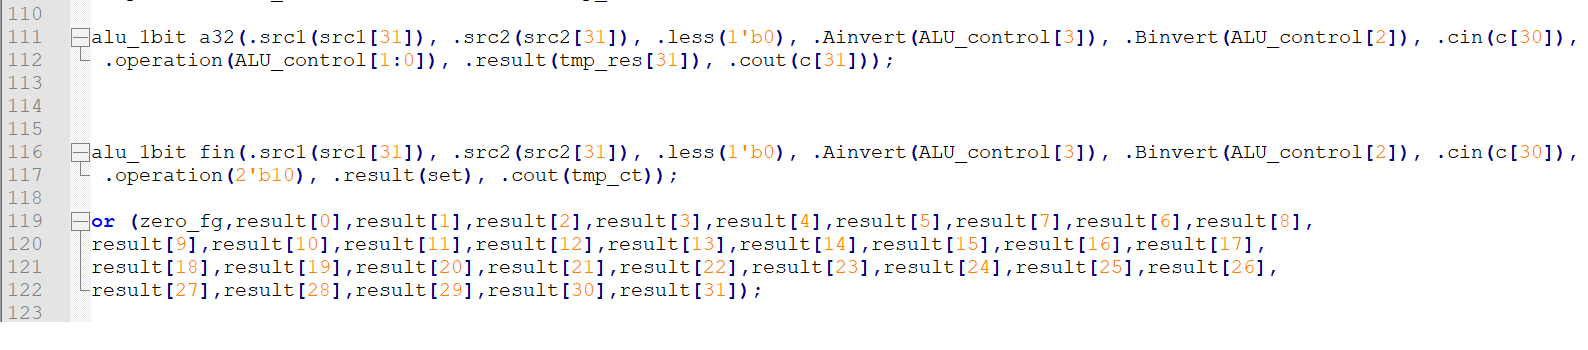 110
111 alu_1bit a32(.src1(src1[31]), .src2(src2[31]), .less(1'b0), .Ainvert(ALU_control[3]), .Binvert(ALU_control[2]), .cin(c[30]),
112 .operation(ALU_control[1:0]), .result(tmp_res[31]), .cout(c[31]));
113
114
115
116 alu_1bit fin(.src1(src1[31]), .src2(src2[31]), .less(1'b0), .Ainvert(ALU_control[3]), .Binvert(ALU_control[2]), .cin(c[30]),
117 .operation(2'b10), .result(set), .cout(tmp_ct));
118
119 or (zero_fg,result[0],result[1],result[2],result[3],result[4],result[5],result[7],result[6],result[8],
120 result[9],result[10],result[11],result[12],result[13],result[14],result[15],result[16],result[17],
121 result[18],result[19],result[20],result[21],result[22],result[23],result[24],result[25],result[26],
122 result[27],result[28],result[29],result[30],result[31]);
123